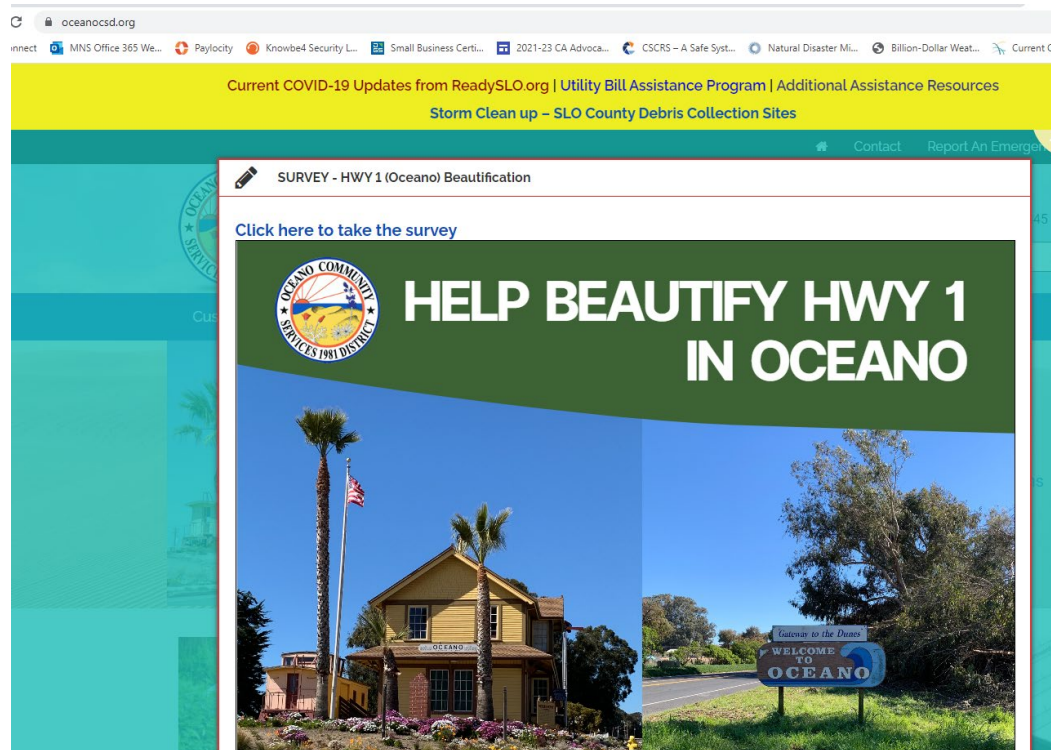 oceanocsd.org
nnect MNS Office 365 We... Paylocity Knowbe4 Security L... Small Business Certi... 2021-23 CA Advoca... CSCRS – A Safe Syst... Natural Disaster Mi... Billion-Dollar Weat... Current
Current COVID-19 Updates from ReadySLO.org | Utility Bill Assistance Program | Additional Assistance Resources
Storm Clean up – SLO County Debris Collection Sites
Contact Report An Emergen
SURVEY - HWY 1 (Oceano) Beautification
Click here to take the survey
45
OCEANO COMMUNITY SERVICES 1981 DISTRICT
HELP BEAUTIFY HWY 1
IN OCEANO
OCEANO
SERVICES
Cus
Gateway to the Dunes
WELCOME
TO
OCEANO
OCEANO